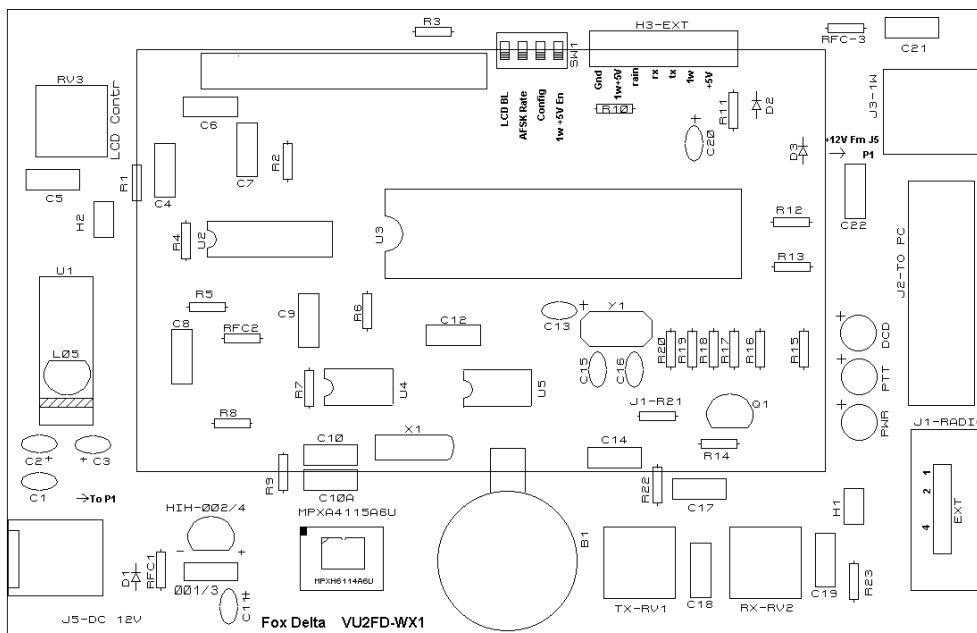 R3
H3-EXT
RFC-3
C21
SW1
RV3
LCD Contr
Gnd
1w+5V
rain
rx
tx
1w
+5V
LCD BL
AFSK Rate
Config
1w +5V En
R10
R11
D2
J3-1W
C6
C20
D3
+12V Frm J5
P1
C7
R2
C4
R1
C5
C22
H2
R4
U2
U3
R12
R13
J2-TO PC
U1
R5
C9
R6
C13
Y1
C8
RFC2
C12
R20
R19
R18
R17
R16
R15
DCD
L05
C15
C16
PTT
R7
U4
U5
J1-R21
Q1
PWR
R8
J1-RADIO
C2
C3
C10
X1
C14
R14
C1
To P1
R9
C10A
R22
C17
1
2
4
EXT
H1
HIH-002/4
MPXA4115A6U
B1
D1
RFC1
001/3
MPXH6114A6U
C11
TX-RV1
C18
RX-RV2
C19
R23
J5-DC 12V
Fox Delta VU2FD-WX1